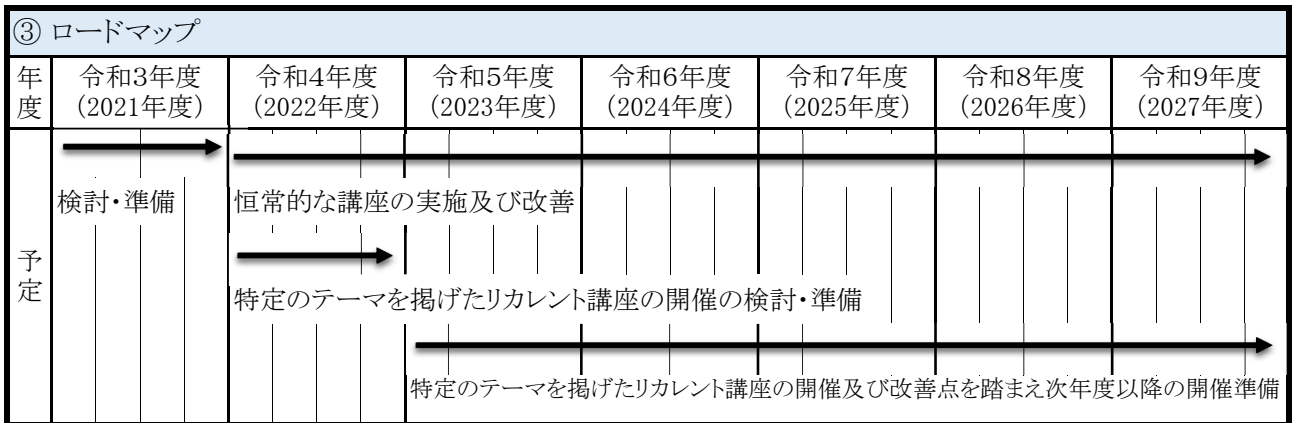 ③ ロードマップ
年度
令和3年度
(2021年度)
令和4年度
(2022年度)
令和5年度
(2023年度)
令和6年度
(2024年度)
令和7年度
(2025年度)
令和8年度
(2026年度)
令和9年度
(2027年度)
予定
検討・準備
恒常的な講座の実施及び改善
特定のテーマを掲げたリカレント講座の開催の検討・準備
特定のテーマを掲げたリカレント講座の開催及び改善点を踏まえ次年度以降の開催準備